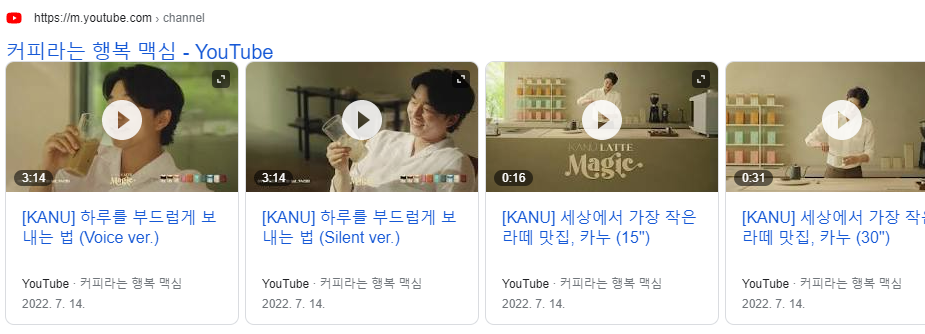 https://m.youtube.com › channel
커피라는 행복 맥심 - YouTube
3:14
[KANU] 하루를 부드럽게 보
내는 법 (Voice ver.)
YouTube · 커피라는 행복 맥심
2022. 7. 14.
3:14
[KANU] 하루를 부드럽게 보
내는 법 (Silent ver.)
YouTube · 커피라는 행복 맥심
2022. 7. 14.
KANU LATTE
Magic
0:16
[KANU] 세상에서 가장 작은
라떼 맛집, 카누 (15")
YouTube · 커피라는 행복 맥심
2022. 7. 14.
0:31
[KANU] 세상에서 가장 작은
라떼 맛집, 카누 (30")
YouTube · 커피라는 행복 맥심
2022. 7. 14.